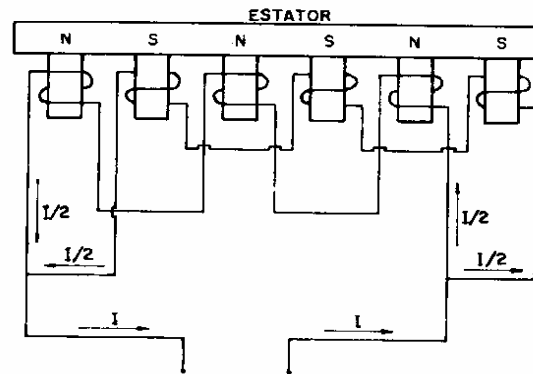 ESTATOR
N S N S N S
I/2 I/2
I/2 I/2
I I